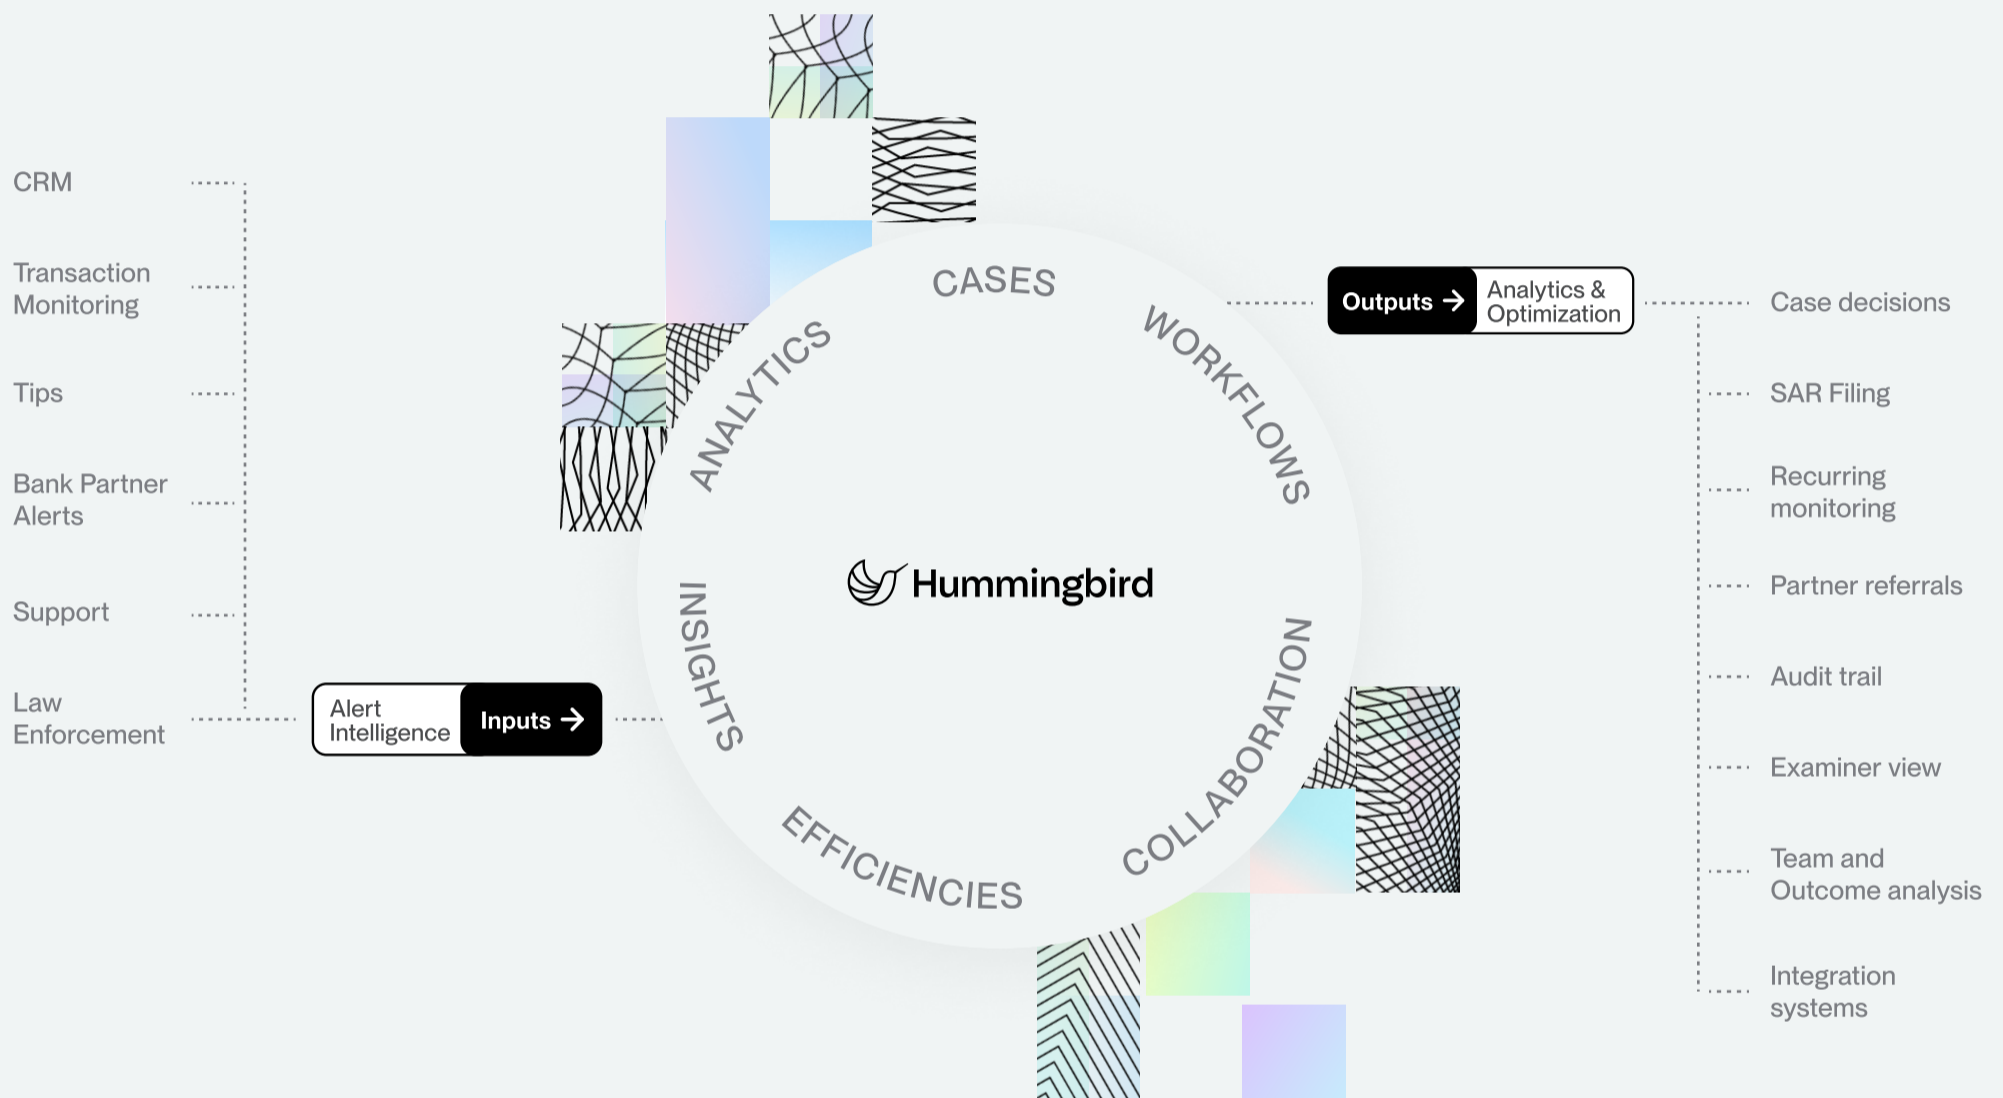 CRM
Transaction
Monitoring
Tips
Bank Partner
Alerts
Support
Law
Enforcement
Alert
Intelligence
Inputs →
CASES
WORKFLOWS
COLLABORATION
EFFICIENCIES
INSIGHTS
ANALYTICS
Hummingbird
Outputs →
Analytics &
Optimization
Case decisions
SAR Filing
Recurring
monitoring
Partner referrals
Audit trail
Examiner view
Team and
Outcome analysis
Integration
systems